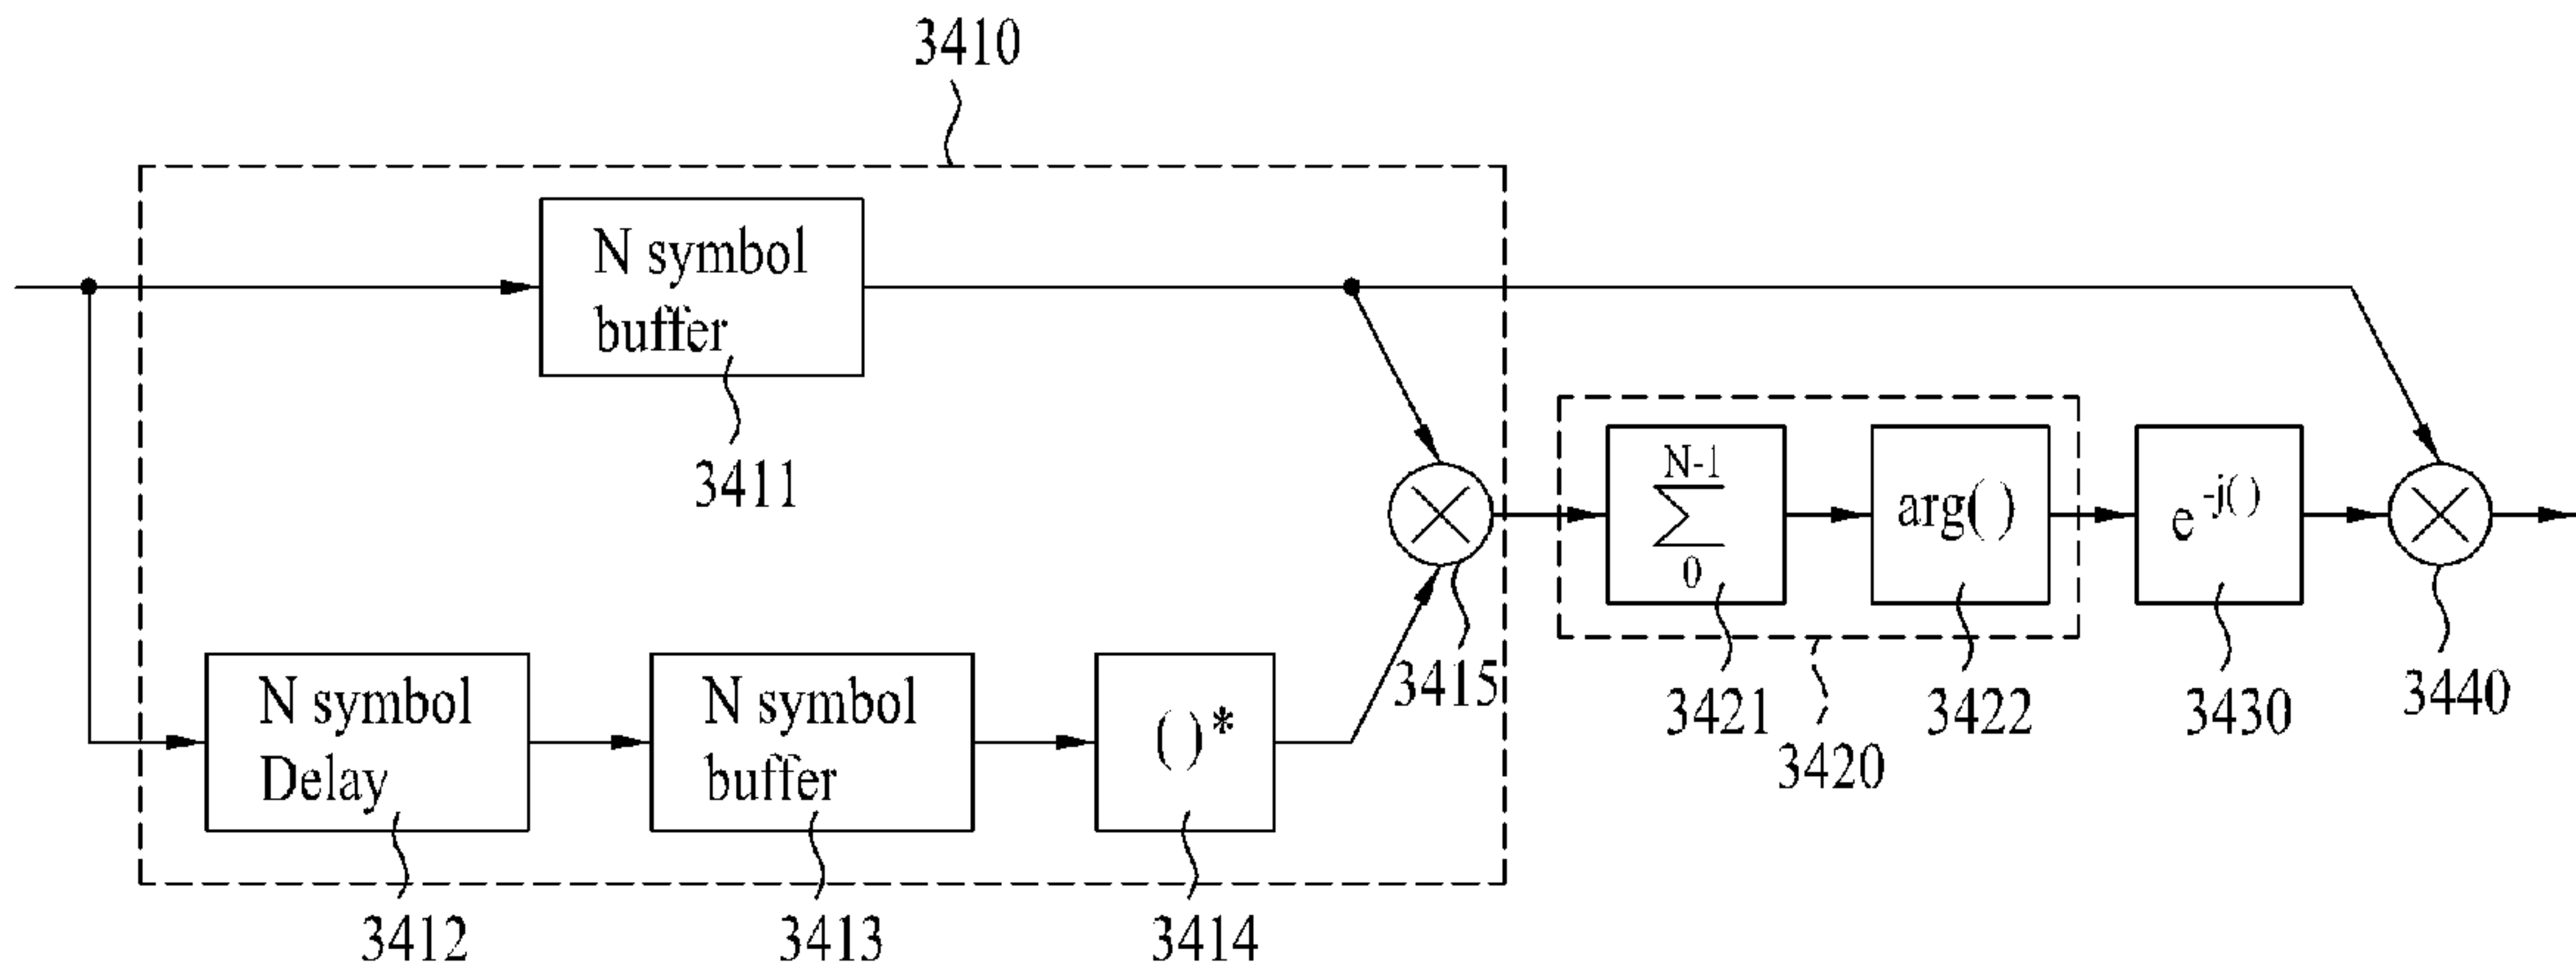 3410
N symbol
buffer
3411
N-1
∑
0
arg( )
e-j( )
3415
3421
3422
3430
3440
3420
N symbol
Delay
N symbol
buffer
( )*
3412
3413
3414